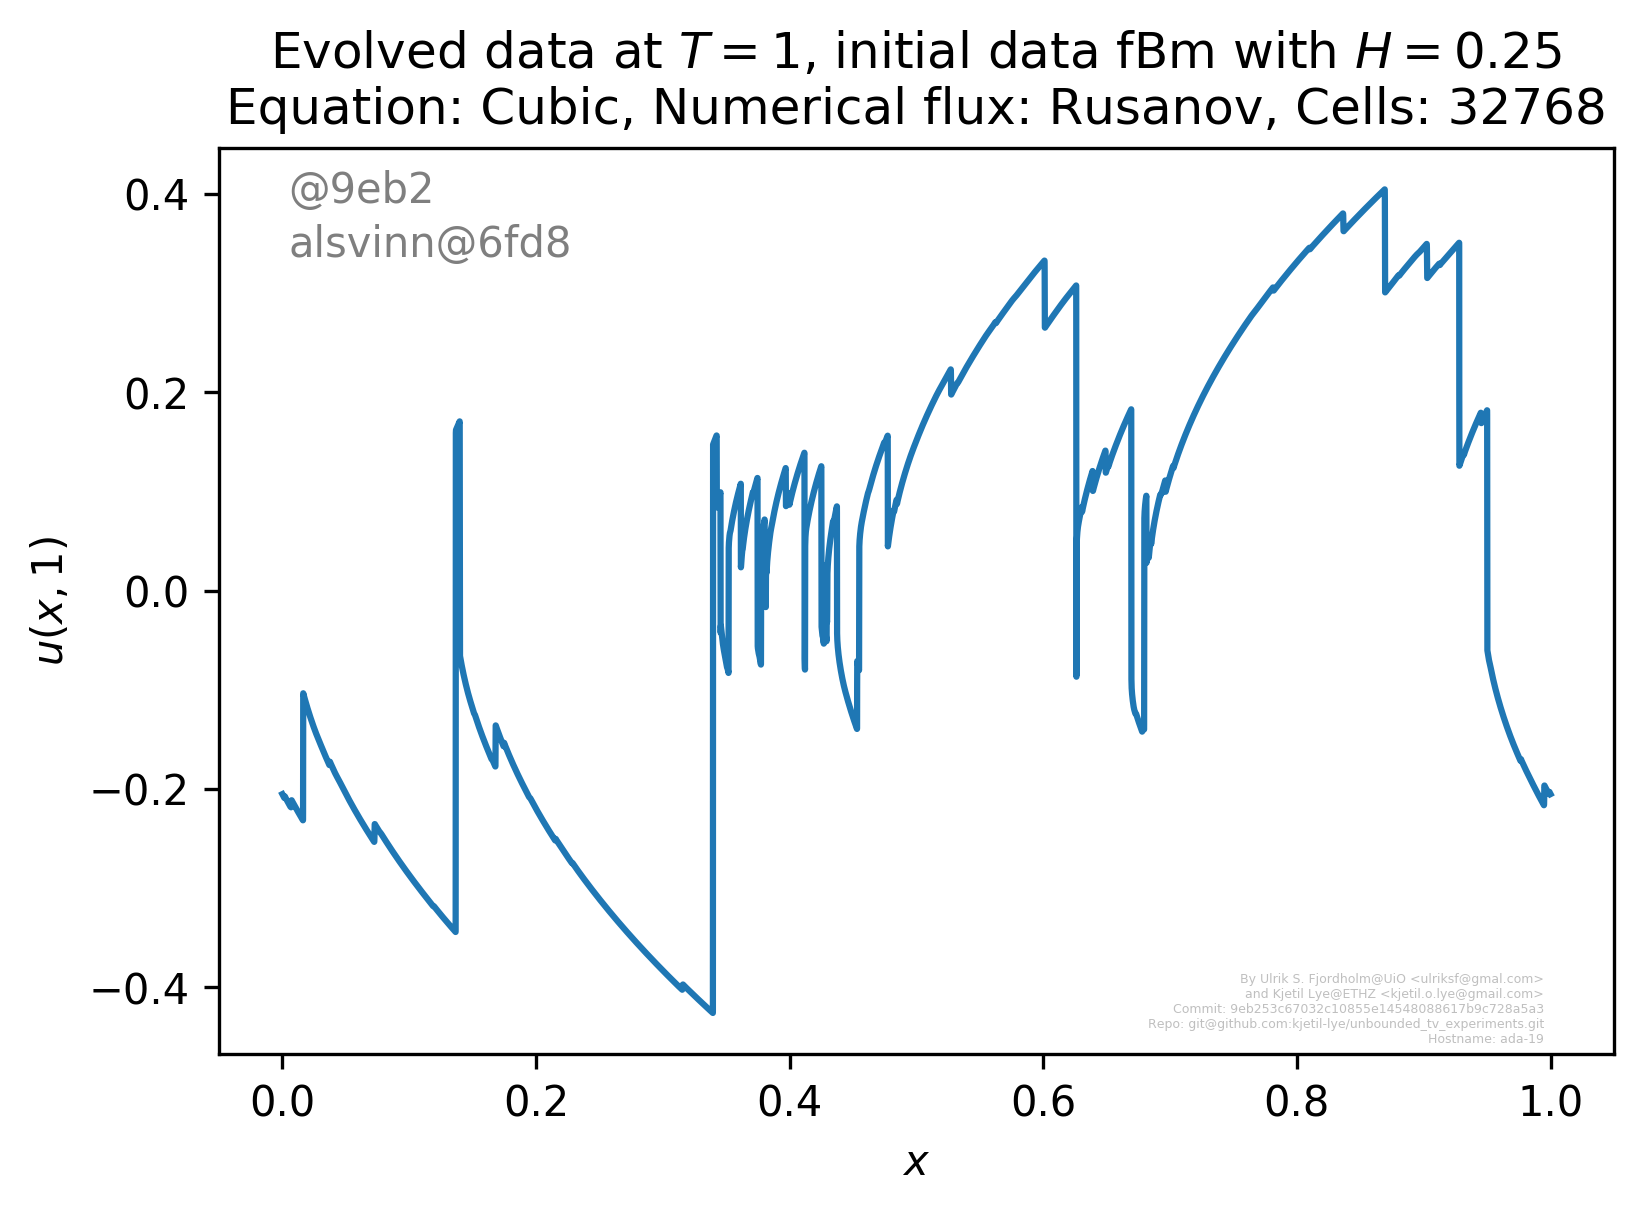 Evolved data at T = 1, initial data fBm with H = 0.25
Equation: Cubic, Numerical flux: Rusanov, Cells: 32768
@9eb2
alsvinn@6fd8
0.4
0.2
0.0
−0.2
−0.4
u(x, 1)
By Ulrik S. Fjordholm@UiO <ulriksf@gmal.com>
and Kjetil Lye@ETHZ <kjetil.o.lye@gmail.com>
Commit: 9eb253c67032c10855e14548088617b9c728a5a3
Repo: git@github.com:kjetil-lye/unbounded_tv_experiments.git
Hostname: ada-19
0.0 0.2 0.4 0.6 0.8 1.0
x